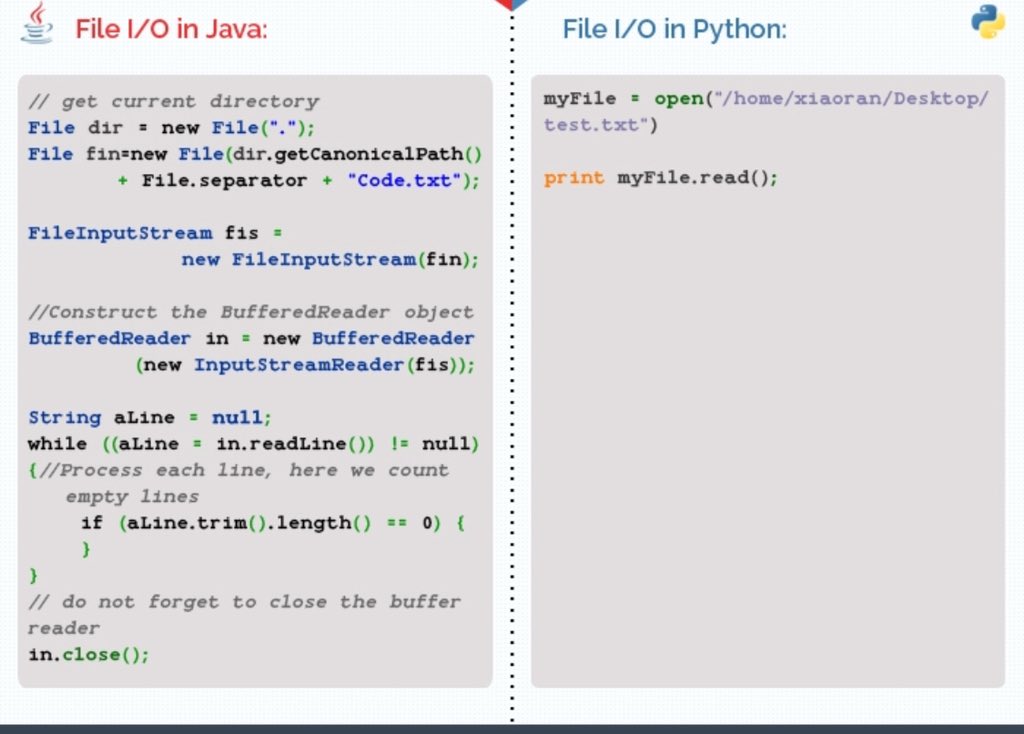 File I/O in Java:
// get current directory
File dir = new File(".");
File fin=new File(dir.getCanonicalPath()
+ File.separator + "Code.txt");
FileInputStream fis =
new FileInputStream(fin);
//Construct the BufferedReader object
BufferedReader in = new BufferedReader
(new InputStreamReader(fis));
String aLine = null;
while ((aLine = in.readLine()) != null)
{//Process each line, here we count
empty lines
if (aLine.trim().length() == 0) {
}
}
// do not forget to close the buffer
reader
in.close();
File I/O in Python:
myFile = open("/home/xiaoran/Desktop/
test.txt")
print myFile.read();